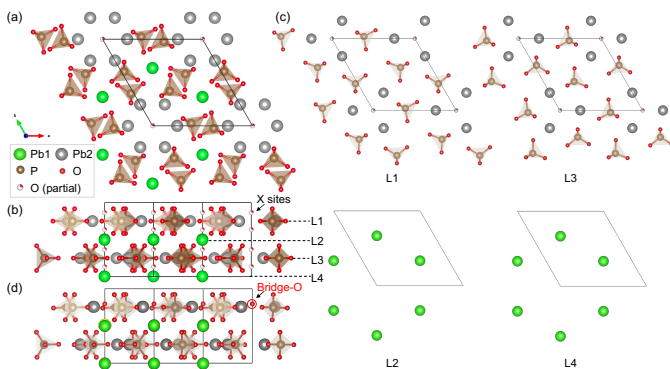 (a)
(c)
Pb1
Pb2
P
O
O (partial)
L1
L3
(b)
X sites
L1
L2
L3
L4
(d)
Bridge-O
L2
L4